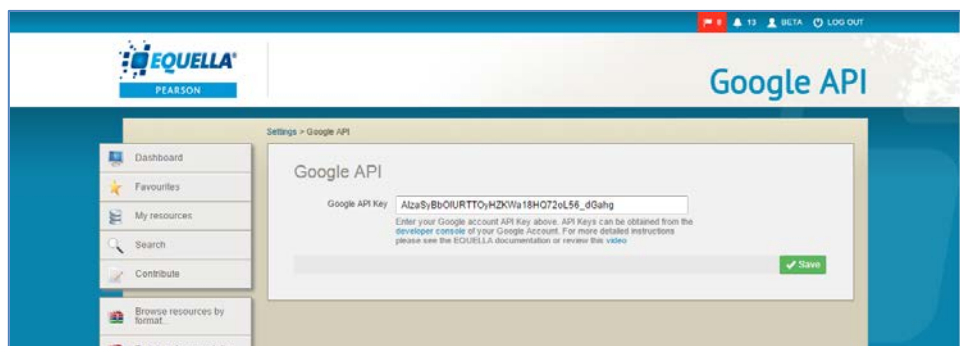 8 13 BETA LOG OUT
EQUELLA
PEARSON
Google API
Settings > Google API
Dashboard
Favourites
My resources
Search
Contribute
Browse resources by
format...
Google API
Google API Key
Enter your Google account API Key above. API Keys can be obtained from the
developer console of your Google Account. For more detailed instructions
please see the EQUELLA documentation or review this video
Save